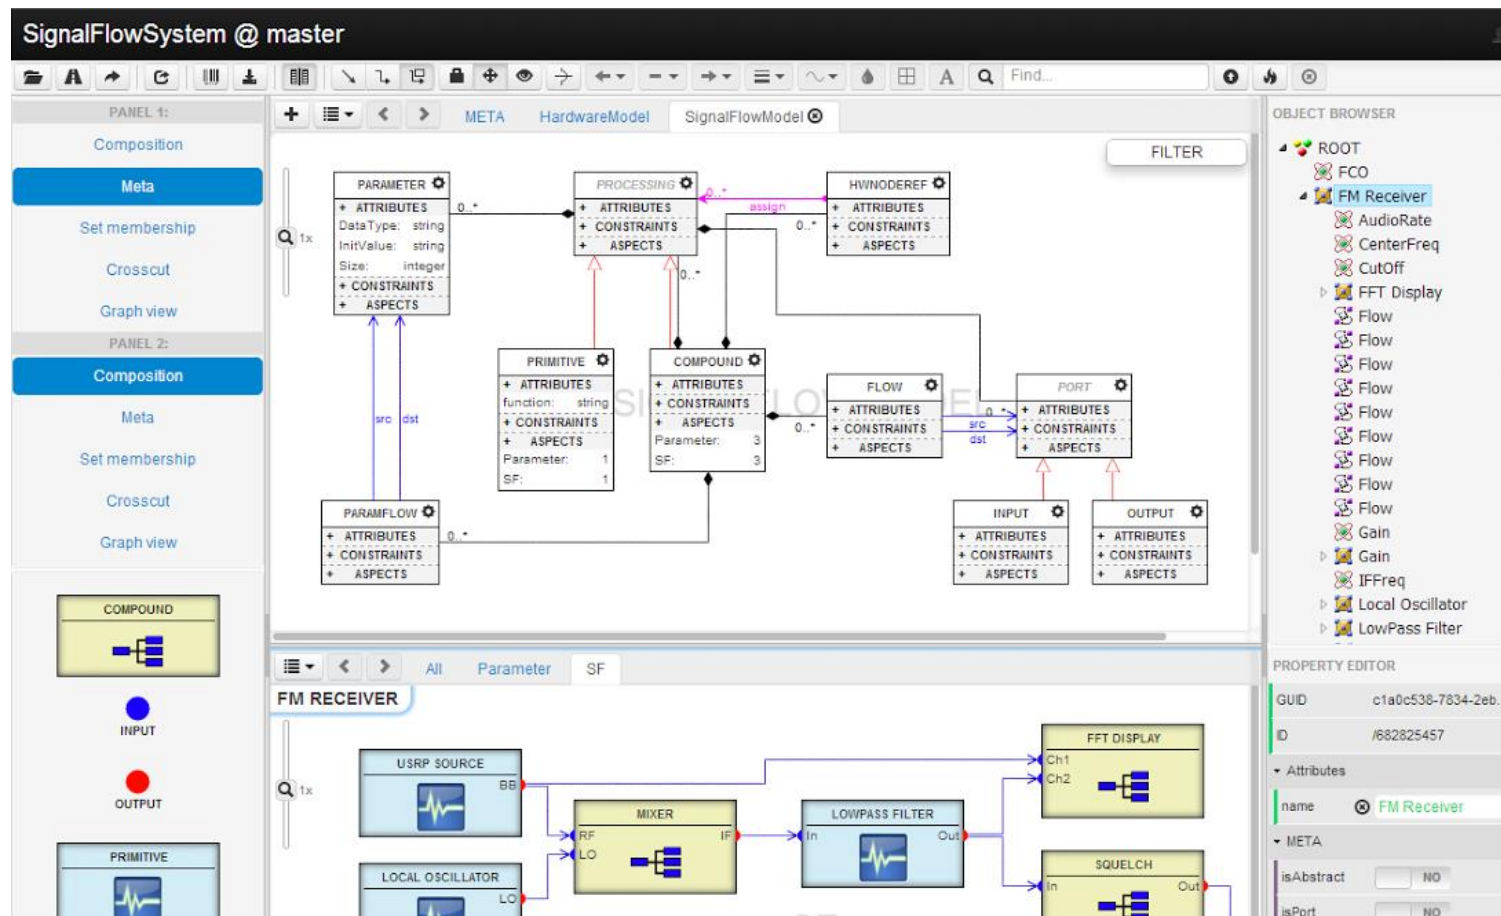 SignalFlowSystem @ master
Find...
PANEL 1:
Composition
Meta
Set membership
Crosscut
Graph view
PANEL 2:
Composition
Meta
Set membership
Crosscut
Graph view
COMPOUND
INPUT
OUTPUT
PRIMITIVE
META HardwareModel SignalFlowModel
FILTER
1x
PARAMETER
+ ATTRIBUTES
DataType: string
InitValue: string
Size: integer
+ CONSTRAINTS
+ ASPECTS
0..*
PROCESSING
+ ATTRIBUTES
+ CONSTRAINTS
+ ASPECTS
0..*
assign
0..*
HWNODEREF
+ ATTRIBUTES
+ CONSTRAINTS
+ ASPECTS
0..*
src dst
PRIMITIVE
+ ATTRIBUTES
function: string
+ CONSTRAINTS
+ ASPECTS
Parameter: 1
SF: 1
COMPOUND
+ ATTRIBUTES
+ CONSTRAINTS
+ ASPECTS
Parameter: 3
SF: 3
0..*
FLOW
+ ATTRIBUTES
+ CONSTRAINTS
+ ASPECTS
0..*
src
dst
PORT
+ ATTRIBUTES
+ CONSTRAINTS
+ ASPECTS
PARAMFLOW
+ ATTRIBUTES
+ CONSTRAINTS
+ ASPECTS
0..*
INPUT
+ ATTRIBUTES
+ CONSTRAINTS
+ ASPECTS
OUTPUT
+ ATTRIBUTES
+ CONSTRAINTS
+ ASPECTS
All Parameter SF
FM RECEIVER
1x
USRP SOURCE
BB
LOCAL OSCILLATOR
LO
MIXER
RF IF
LO
LOWPASS FILTER
In Out
FFT DISPLAY
Ch1
Ch2
SQUELCH
In Out
OBJECT BROWSER
ROOT
FCO
FM Receiver
AudioRate
CenterFreq
CutOff
FFT Display
Flow
Flow
Flow
Flow
Flow
Flow
Flow
Flow
Flow
Gain
Gain
IFFreq
Local Oscillator
LowPass Filter
PROPERTY EDITOR
GUID c1a0c538-7834-2eb.
ID /682825457
Attributes
name FM Receiver
META
isAbstract NO
isPort NO